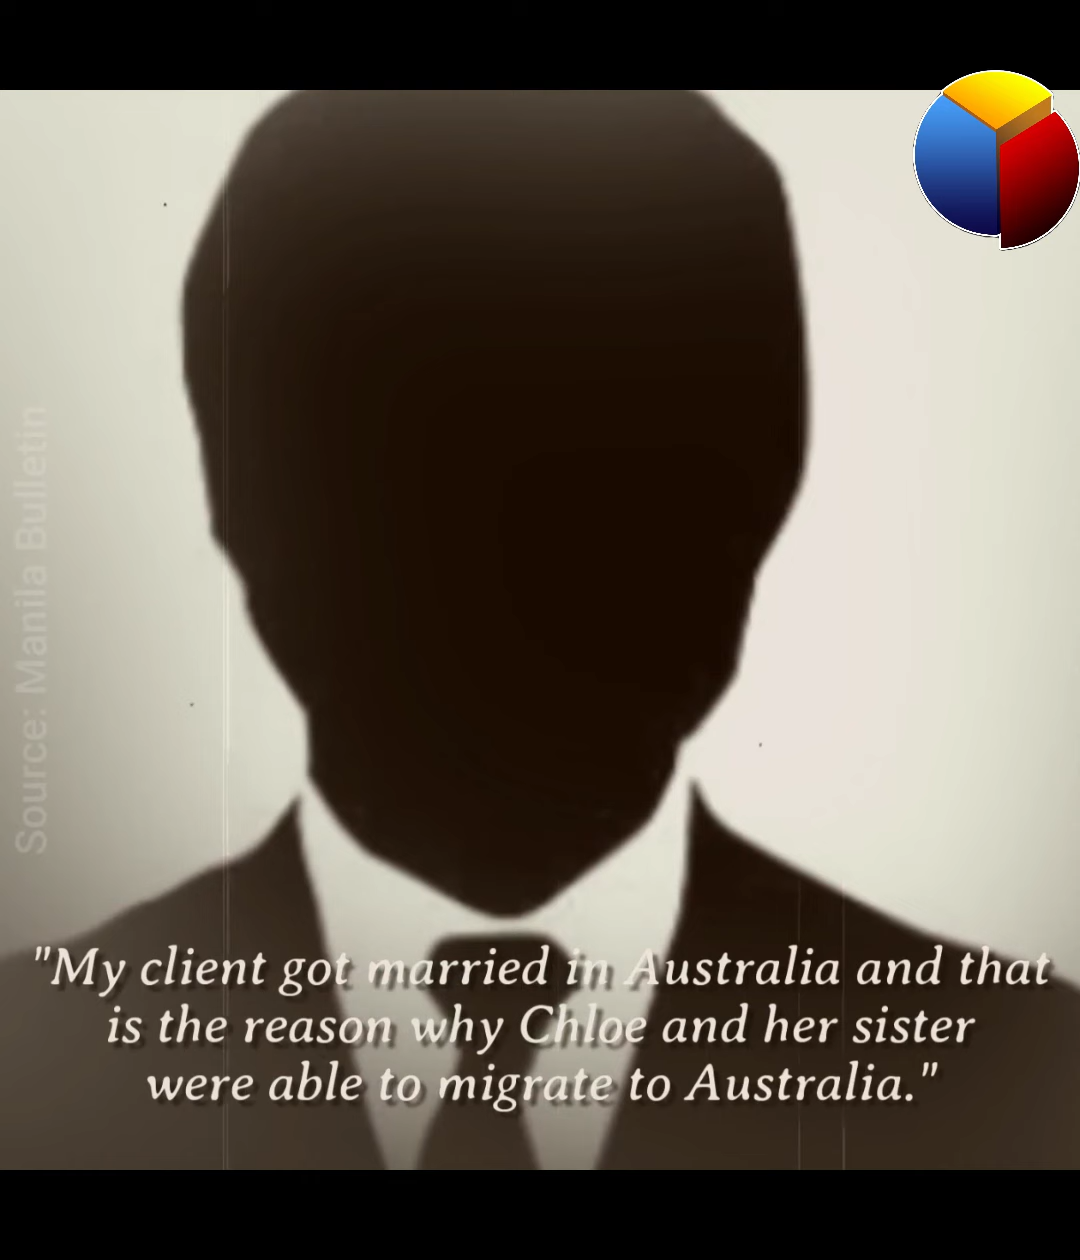 Source: Manila Bulletin
"My client got married in Australia and that
is the reason why Chloe and her sister
were able to migrate to Australia."